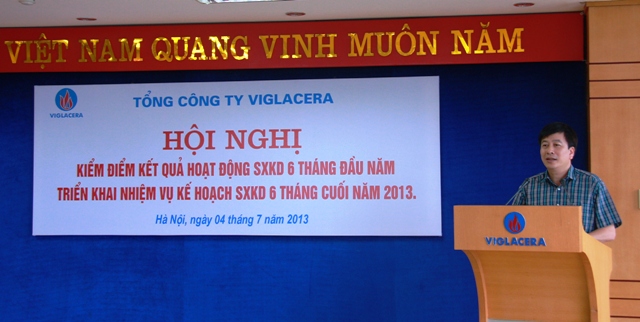 VIỆT NAM QUANG VINH MUÔN NĂM
VIGLACERA
TỔNG CÔNG TY VIGLACERA
HỘI NGHỊ
KIỂM ĐIỂM KẾT QUẢ HOẠT ĐỘNG SXKD 6 THÁNG ĐẦU NĂM
TRIỂN KHAI NHIỆM VỤ KẾ HOẠCH SXKD 6 THÁNG CUỐI NĂM 2013.
Hà Nội, ngày 04 tháng 7 năm 2013
VIGLACERA